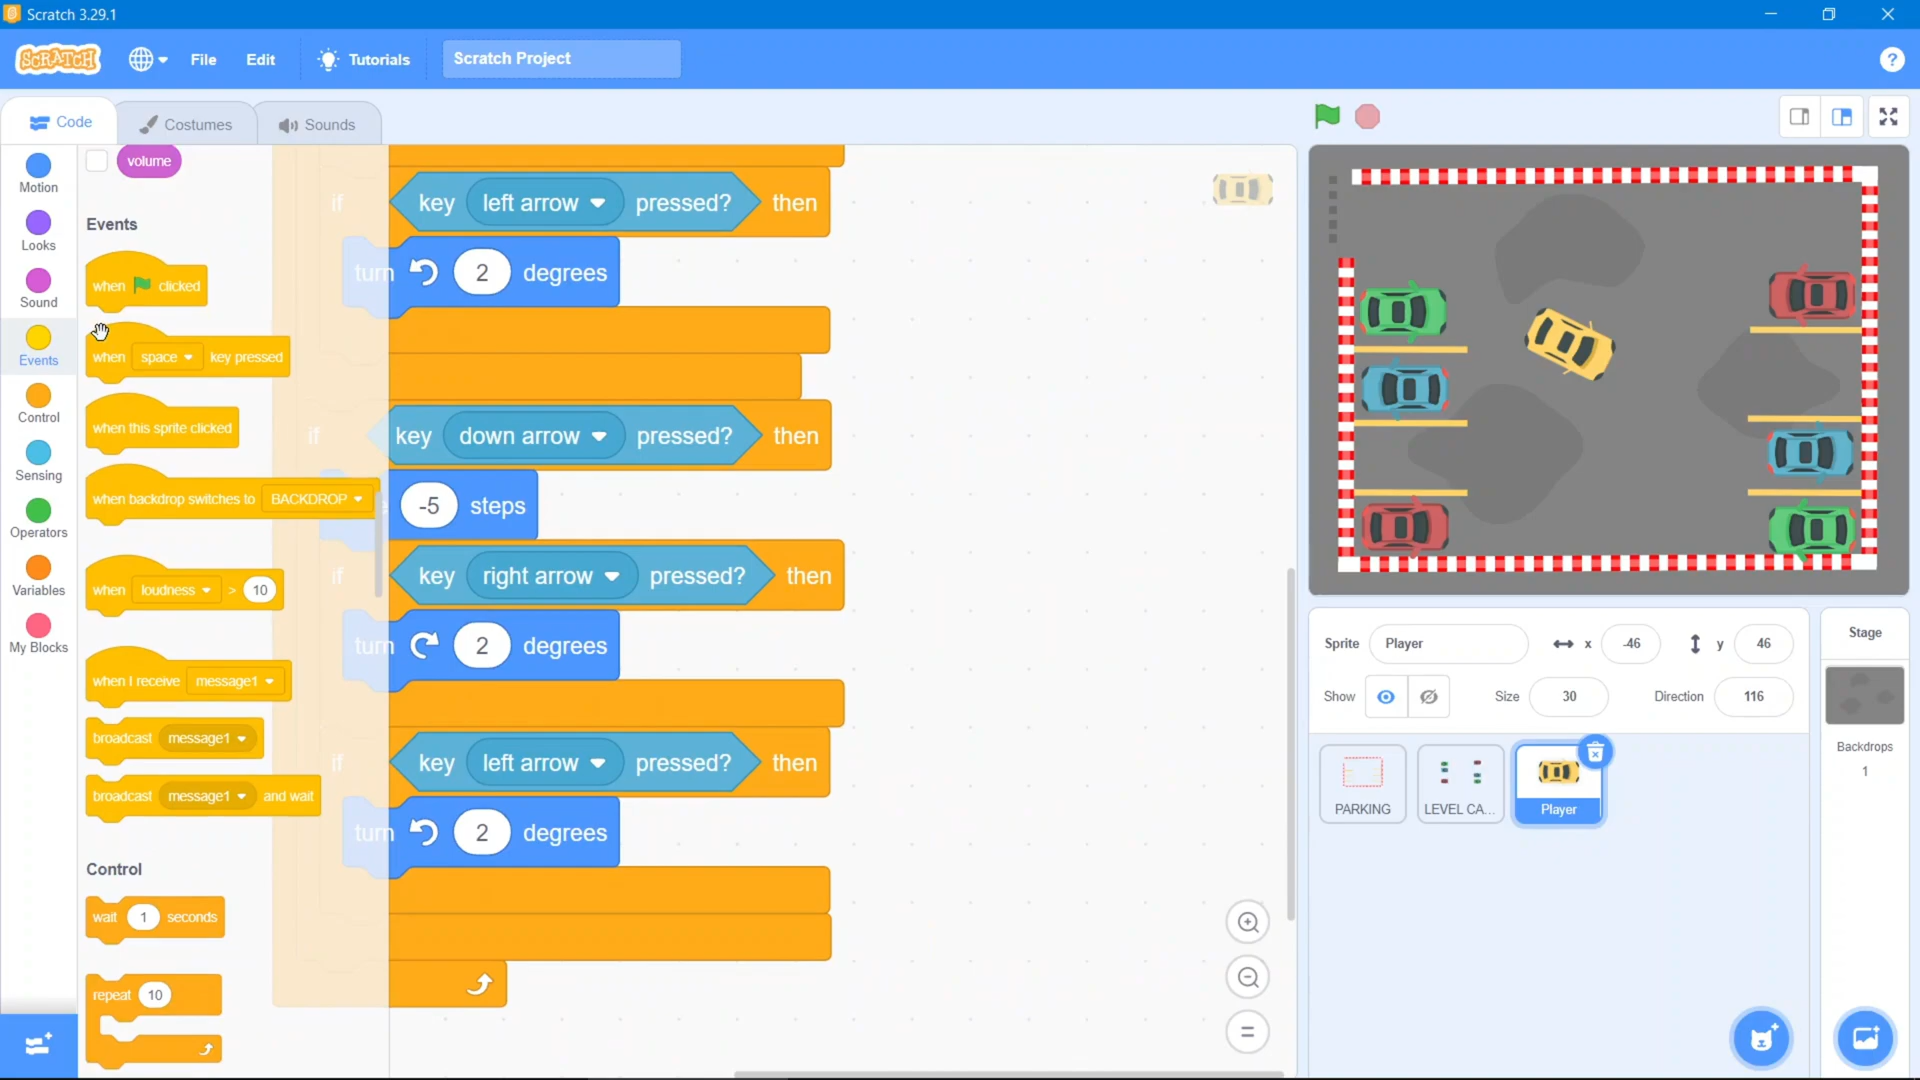 Scratch 3.29.1
SCRATCH
File
Edit
Tutorials
Scratch Project
?
Code
Costumes
Sounds
Motion
Looks
Sound
Events
Control
Sensing
Operators
Variables
My Blocks
volume
Events
when clicked
when space key pressed
when this sprite clicked
when backdrop switches to BACKDROP
when loudness > 10
when I receive message1
broadcast message1
broadcast message1 and wait
Control
wait 1 seconds
repeat 10
if key left arrow pressed? then
turn 2 degrees
if key down arrow pressed? then
-5 steps
if key right arrow pressed? then
turn 2 degrees
if key left arrow pressed? then
turn 2 degrees
Sprite Player x -46 y 46
Show Size 30 Direction 116
PARKING
LEVEL CA...
Player
Stage
Backdrops
1